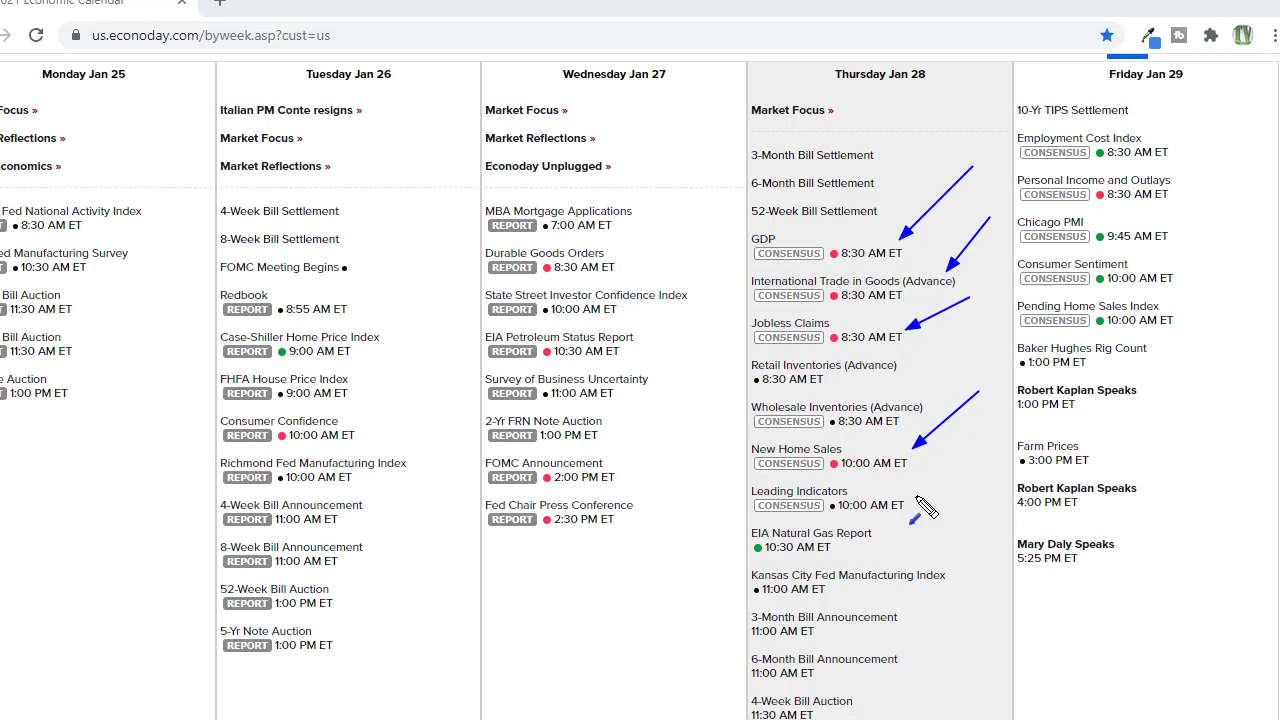 2021 Economic Calendar
us.econoday.com/byweek.asp?cust=us
Monday Jan 25
Focus »
Reflections »
conomics »
Fed National Activity Index
8:30 AM ET
ed Manufacturing Survey
10:30 AM ET
Bill Auction
11:30 AM ET
Bill Auction
11:30 AM ET
e Auction
1:00 PM ET
Tuesday Jan 26
Italian PM Conte resigns »
Market Focus »
Market Reflections »
4-Week Bill Settlement
8-Week Bill Settlement
FOMC Meeting Begins
Redbook
REPORT 8:55 AM ET
Case-Shiller Home Price Index
REPORT 9:00 AM ET
FHFA House Price Index
REPORT 9:00 AM ET
Consumer Confidence
REPORT 10:00 AM ET
Richmond Fed Manufacturing Index
REPORT 10:00 AM ET
4-Week Bill Announcement
REPORT 11:00 AM ET
8-Week Bill Announcement
REPORT 11:00 AM ET
52-Week Bill Auction
REPORT 1:00 PM ET
5-Yr Note Auction
REPORT 1:00 PM ET
Wednesday Jan 27
Market Focus »
Market Reflections »
Econoday Unplugged »
MBA Mortgage Applications
REPORT 7:00 AM ET
Durable Goods Orders
REPORT 8:30 AM ET
State Street Investor Confidence Index
REPORT 10:00 AM ET
EIA Petroleum Status Report
REPORT 10:30 AM ET
Survey of Business Uncertainty
REPORT 11:00 AM ET
2-Yr FRN Note Auction
REPORT 1:00 PM ET
FOMC Announcement
REPORT 2:00 PM ET
Fed Chair Press Conference
REPORT 2:30 PM ET
Thursday Jan 28
Market Focus »
3-Month Bill Settlement
6-Month Bill Settlement
52-Week Bill Settlement
GDP
CONSENSUS 8:30 AM ET
International Trade in Goods (Advance)
CONSENSUS 8:30 AM ET
Jobless Claims
CONSENSUS 8:30 AM ET
Retail Inventories (Advance)
8:30 AM ET
Wholesale Inventories (Advance)
CONSENSUS 8:30 AM ET
New Home Sales
CONSENSUS 10:00 AM ET
Leading Indicators
CONSENSUS 10:00 AM ET
EIA Natural Gas Report
10:30 AM ET
Kansas City Fed Manufacturing Index
11:00 AM ET
3-Month Bill Announcement
11:00 AM ET
6-Month Bill Announcement
11:00 AM ET
4-Week Bill Auction
11:30 AM ET
Friday Jan 29
10-Yr TIPS Settlement
Employment Cost Index
CONSENSUS 8:30 AM ET
Personal Income and Outlays
CONSENSUS 8:30 AM ET
Chicago PMI
CONSENSUS 9:45 AM ET
Consumer Sentiment
CONSENSUS 10:00 AM ET
Pending Home Sales Index
CONSENSUS 10:00 AM ET
Baker Hughes Rig Count
1:00 PM ET
Robert Kaplan Speaks
1:00 PM ET
Farm Prices
3:00 PM ET
Robert Kaplan Speaks
4:00 PM ET
Mary Daly Speaks
5:25 PM ET